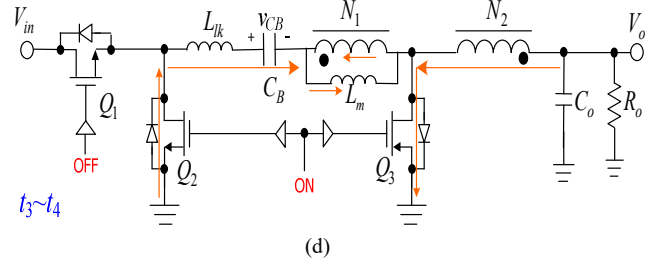 V_in
L_lk
+ v_CB -
N_1
N_2
V_o
C_B
L_m
Q_1
C_o
R_o
OFF
Q_2
ON
Q_3
t_3~t_4
(d)